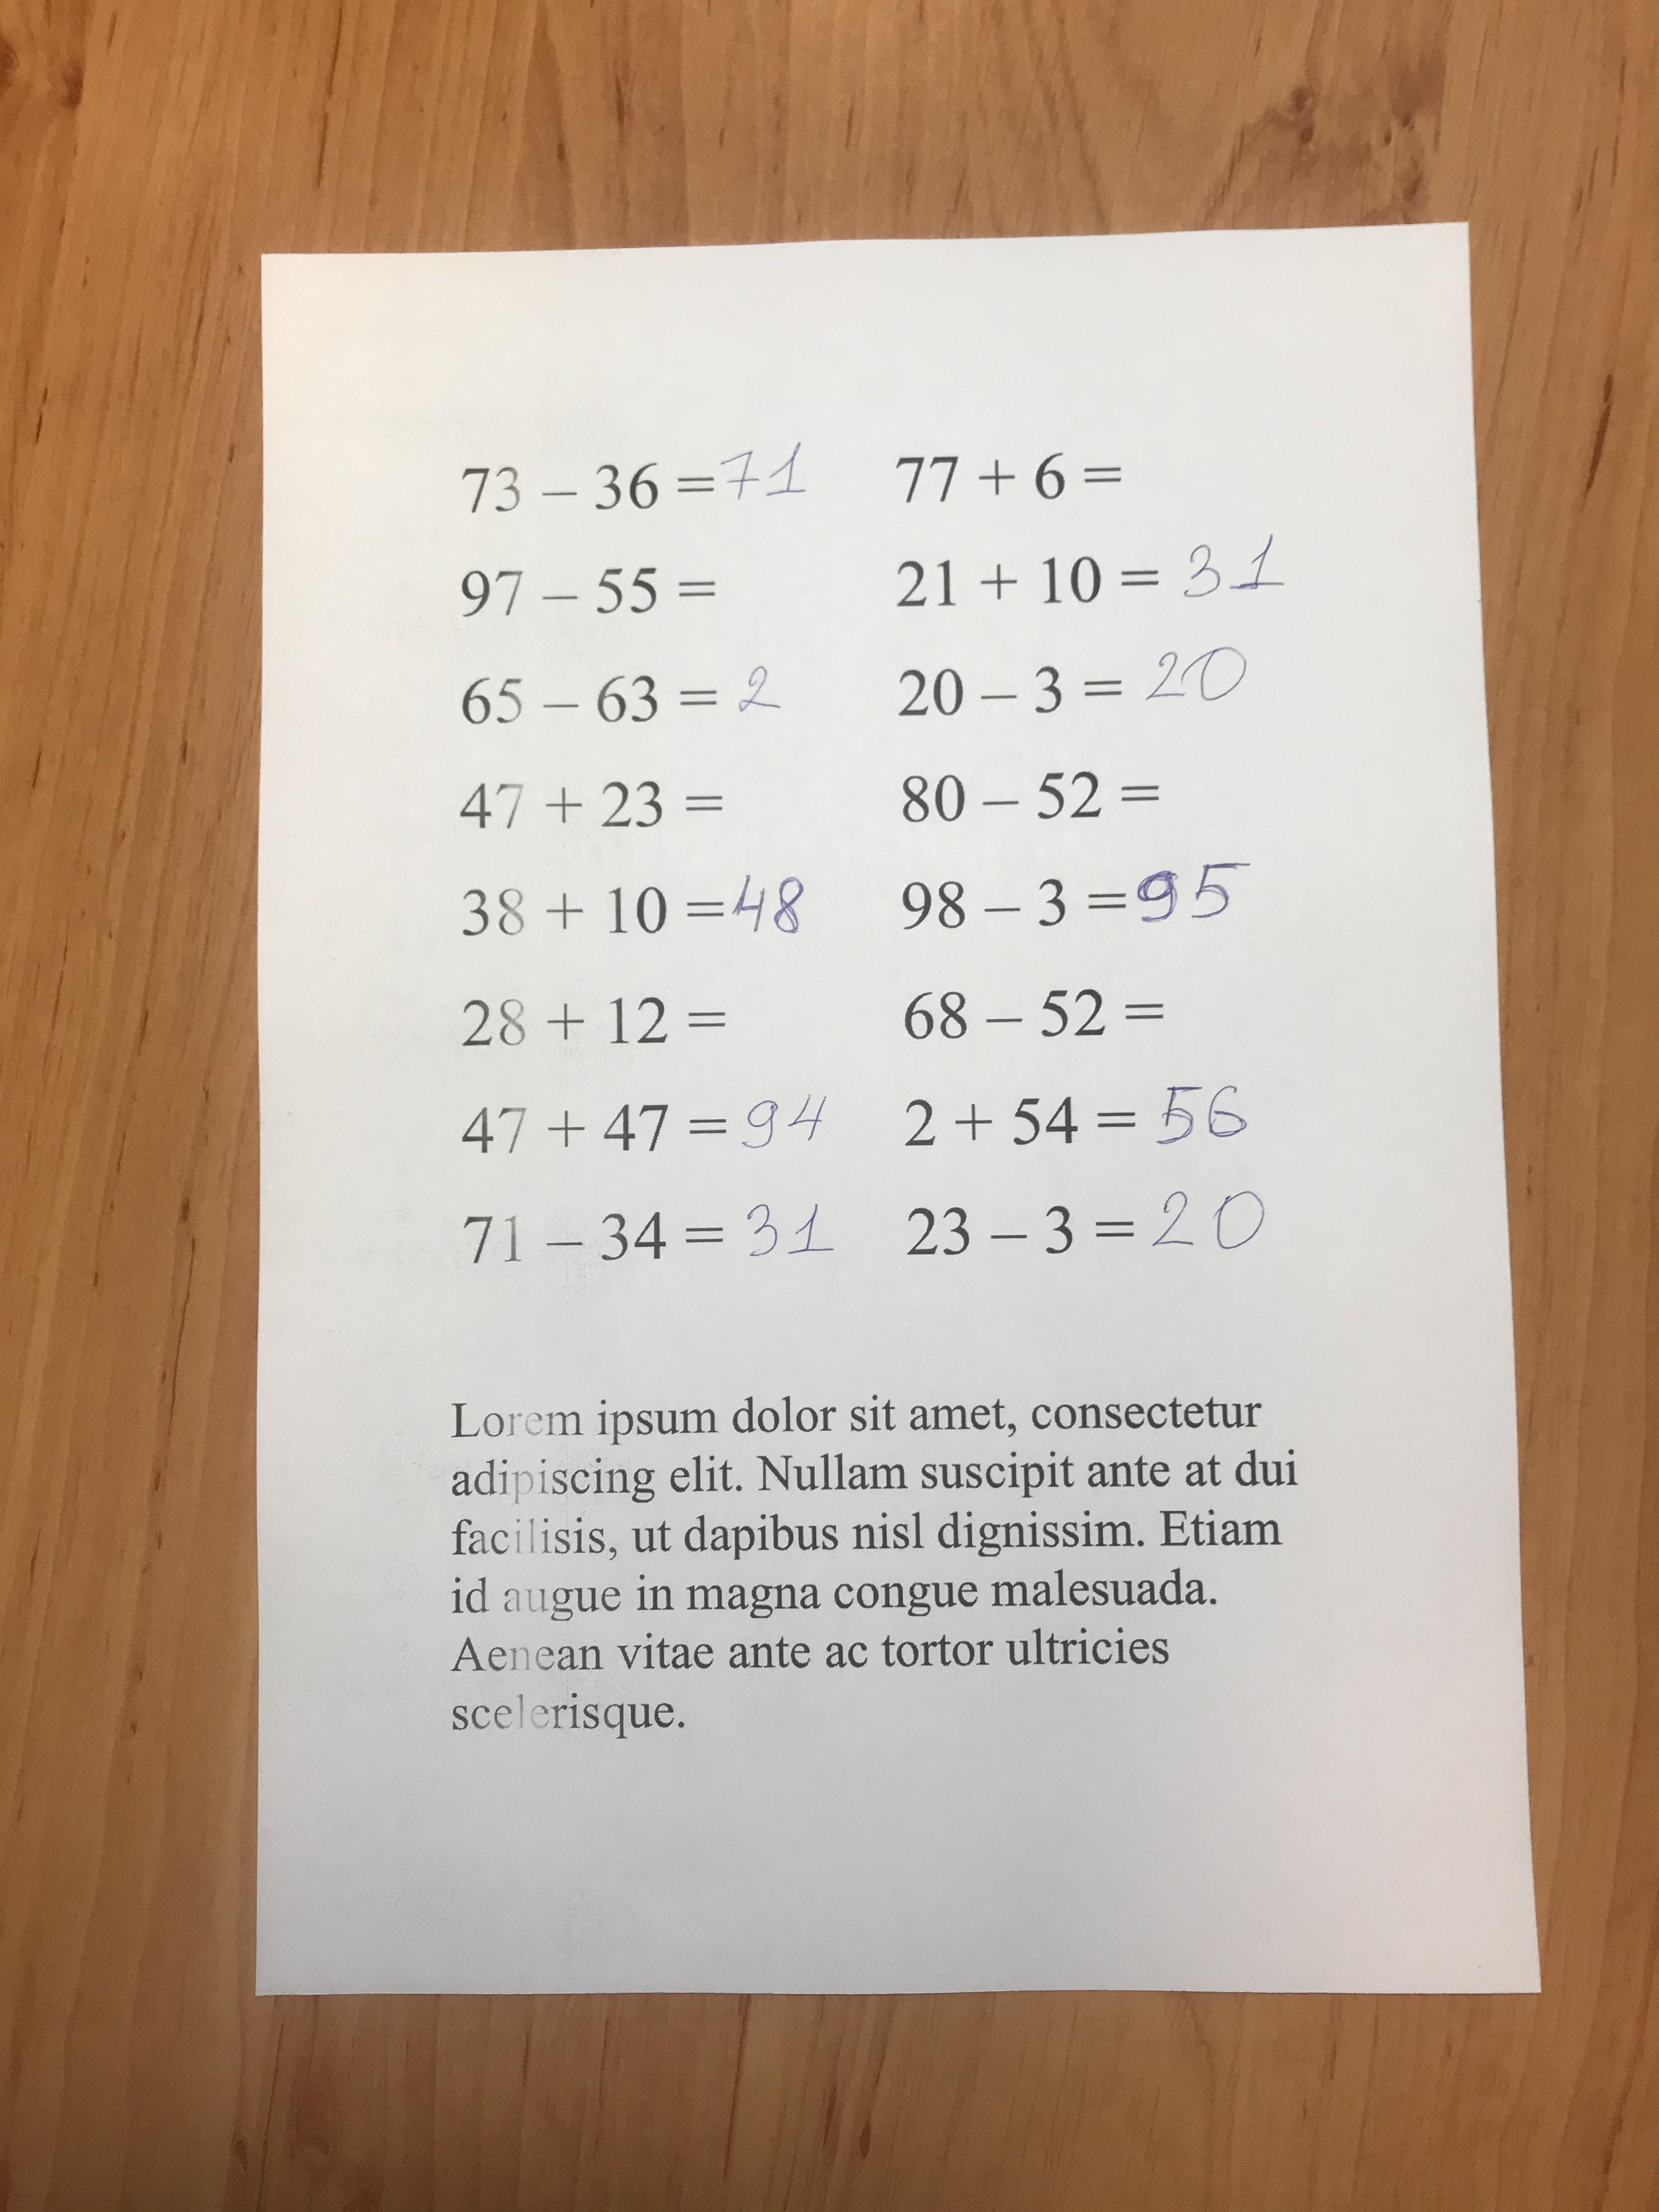 73 – 36 = 71 77 + 6 =
97 – 55 = 21 + 10 = 31
65 – 63 = 2 20 – 3 = 20
47 + 23 = 80 – 52 =
38 + 10 = 48 98 – 3 = 95
28 + 12 = 68 – 52 =
47 + 47 = 94 2 + 54 = 56
71 – 34 = 31 23 – 3 = 20
Lorem ipsum dolor sit amet, consectetur
adipiscing elit. Nullam suscipit ante at dui
facilisis, ut dapibus nisl dignissim. Etiam
id augue in magna congue malesuada.
Aenean vitae ante ac tortor ultricies
scelerisque.